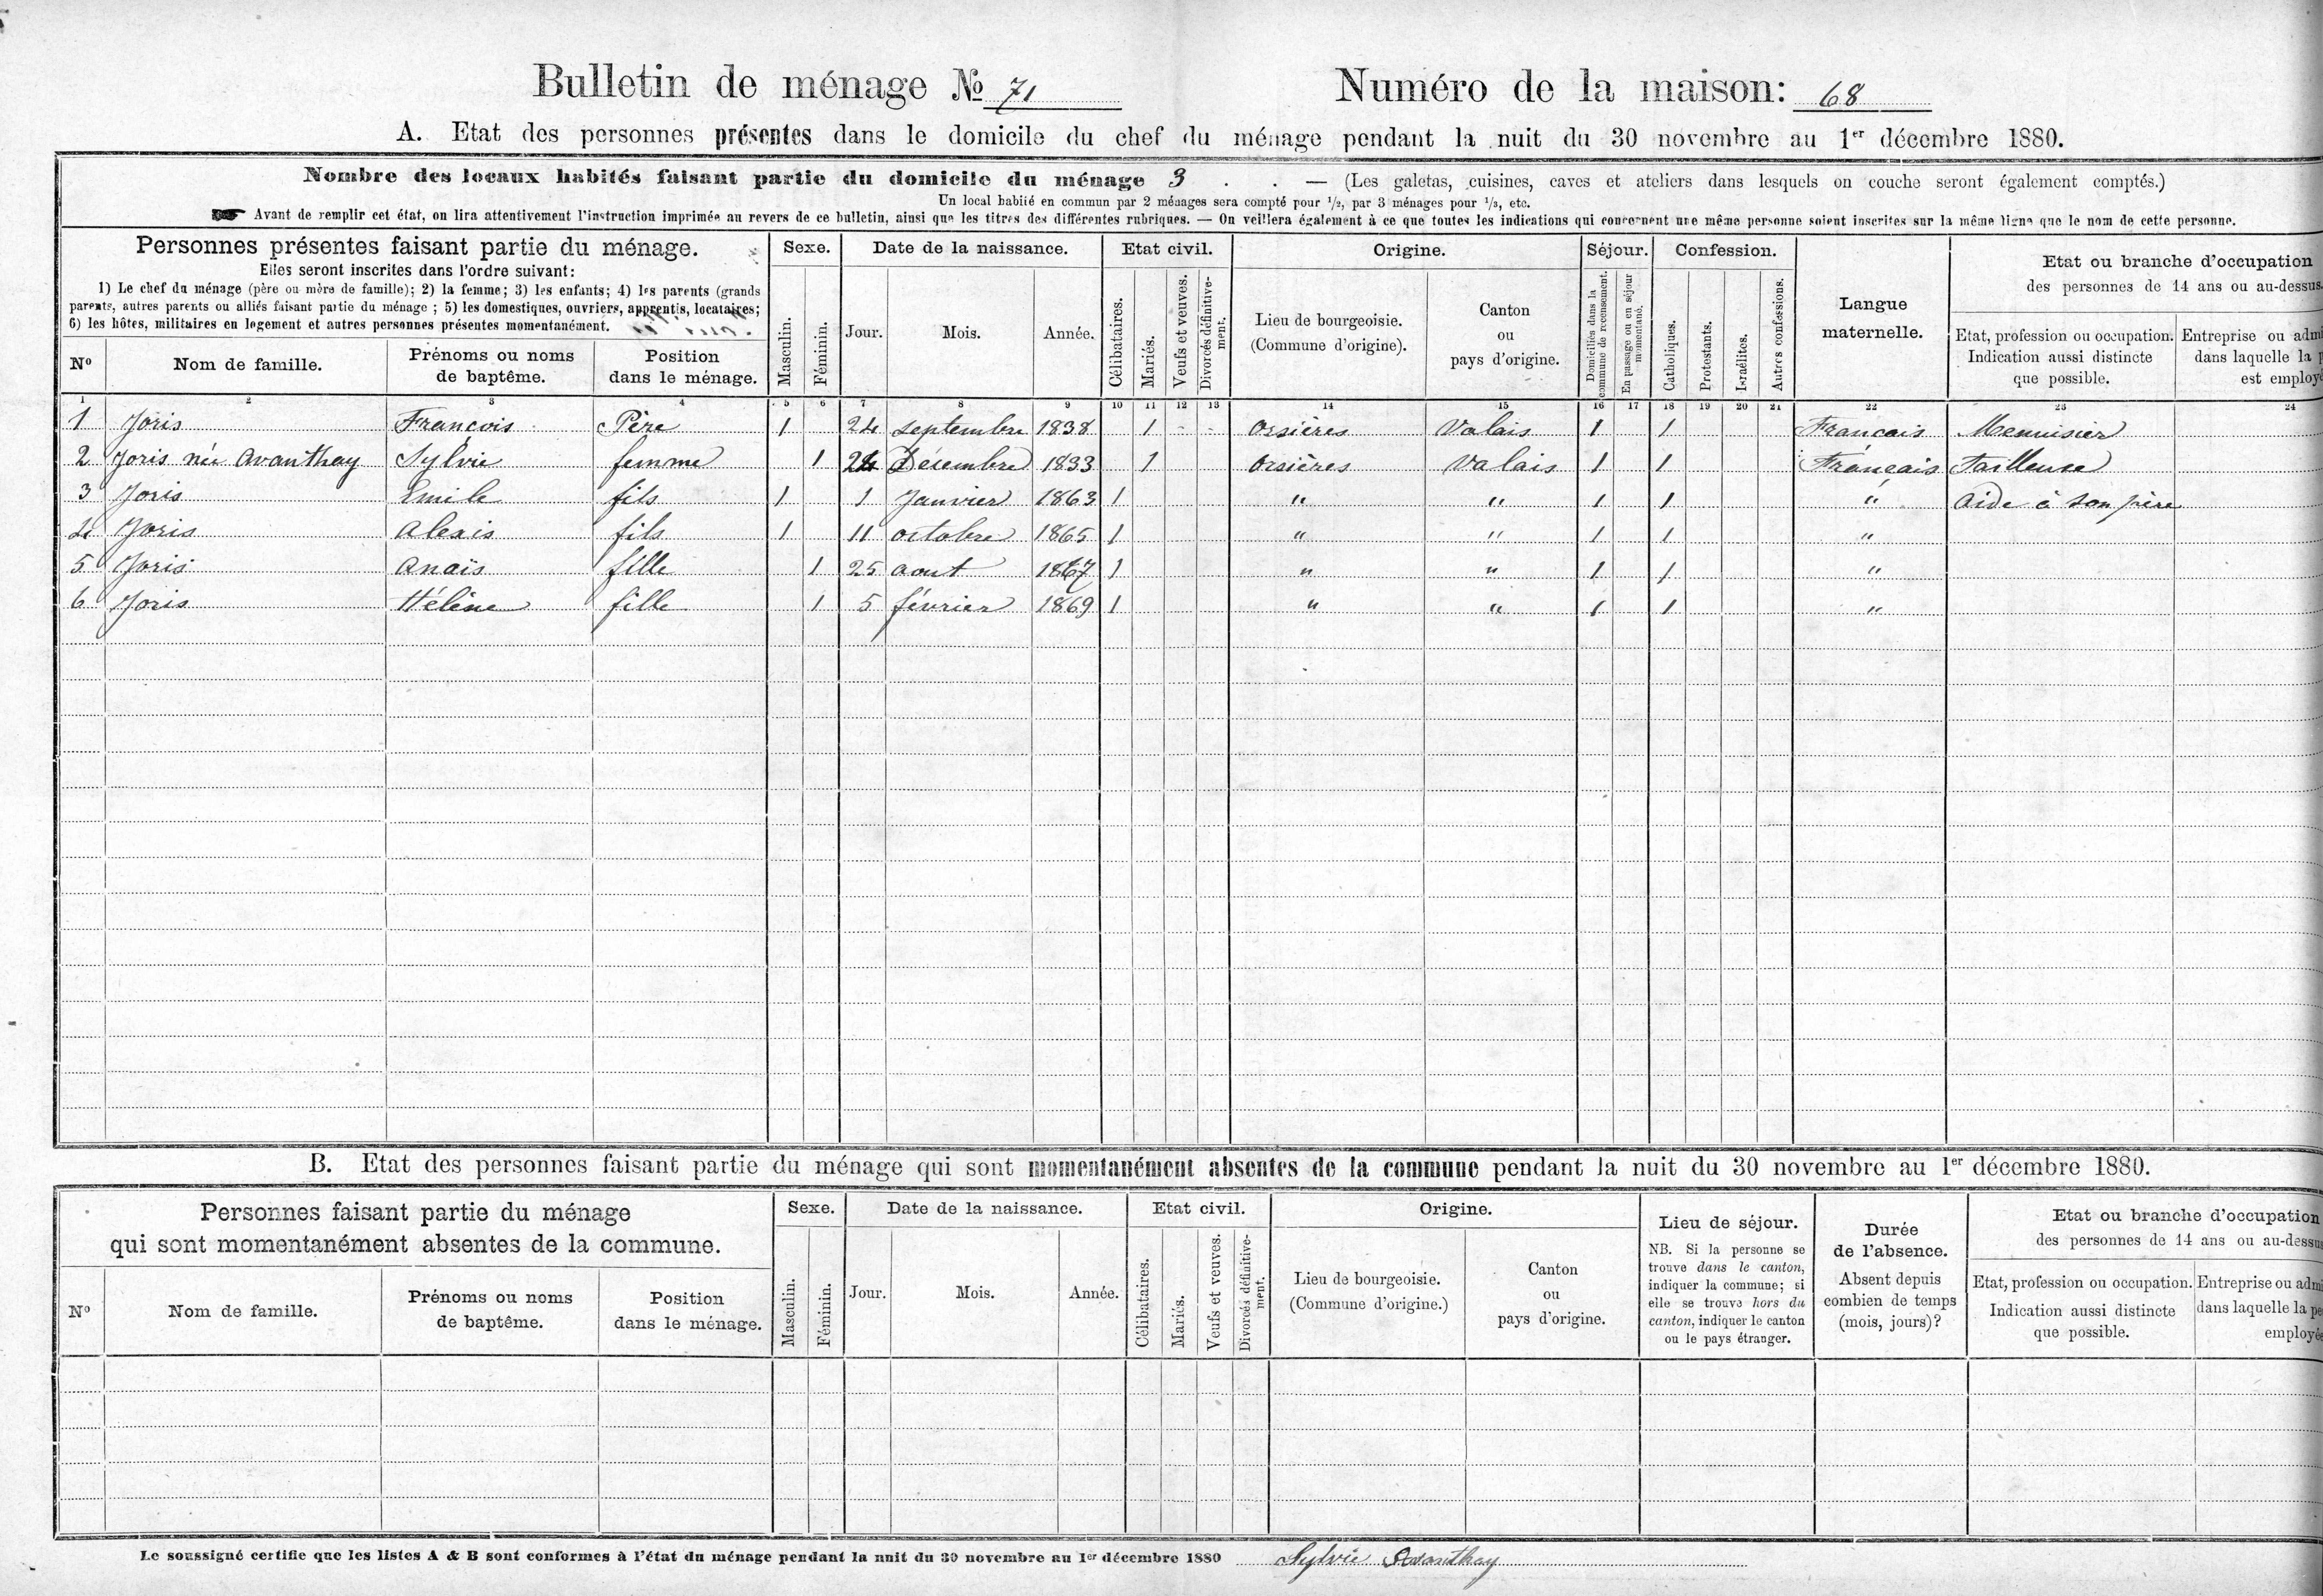 Bulletin de ménage No 71
Numéro de la maison: 68
A. Etat des personnes présentes dans le domicile du chef du ménage pendant la nuit du 30 novembre au 1er décembre 1880.
Nombre des locaux habités faisant partie du domicile du ménage 3 . . — (Les galetas, cuisines, caves et ateliers dans lesquels on couche seront également comptés.)
Un local habité en commun par 2 ménages sera compté pour 1/2, par 3 ménages pour 1/3, etc.
Avant de remplir cet état, on lira attentivement l'instruction imprimée au revers de ce bulletin, ainsi que les titres des différentes rubriques. — On veillera également à ce que toutes les indications qui concernent une même personne soient inscrites sur la même ligne que le nom de cette personne.
Personnes présentes faisant partie du ménage.
Elles seront inscrites dans l'ordre suivant:
1) Le chef du ménage (père ou mère de famille); 2) la femme; 3) les enfants; 4) les parents (grands
parents, autres parents ou alliés faisant partie du ménage ; 5) les domestiques, ouvriers, apprentis, locataires;
6) les hôtes, militaires en logement et autres personnes présentes momentanément.
No
Nom de famille.
Prénoms ou noms
de baptême.
Position
dans le ménage.
Sexe.
Masculin.
Féminin.
Date de la naissance.
Jour.
Mois.
Année.
Etat civil.
Célibataires.
Mariés.
Veufs et veuves.
Divorcés définitive-
ment.
Origine.
Lieu de bourgeoisie.
(Commune d'origine).
Canton
ou
pays d'origine.
Séjour.
Domiciliés dans la
commune de recensement.
En passage ou en séjour
momentané.
Confession.
Catholiques.
Protestants.
Israélites.
Autres confessions.
Langue
maternelle.
Etat ou branche d'occupation
des personnes de 14 ans ou au-dessus.
Etat, profession ou occupation.
Indication aussi distincte
que possible.
Entreprise ou adm
dans laquelle la p
est employé
1 2 3 4 5 6 7 8 9 10 11 12 13 14 15 16 17 18 19 20 21 22 23 24
1 Joris Francois Père 1 24 septembre 1838 1 - - Orsières Valais 1 1 Francais Menuisier
2 Joris née Avanthay Sylvie femme 1 24 Décembre 1833 1 Orsières Valais 1 1 Français Tailleuse
3 Joris Emile fils 1 1 Janvier 1863 1 " " 1 1 " Aide à son père
4 Joris Alexis fils 1 11 octobre 1865 1 " " 1 1 "
5 Joris Anaïs fille 1 25 aout 1867 1 " " 1 1 "
6 Joris Hélène fille 1 5 février 1869 1 " " 1 1 "
B. Etat des personnes faisant partie du ménage qui sont momentanément absentes de la commune pendant la nuit du 30 novembre au 1er décembre 1880.
Personnes faisant partie du ménage
qui sont momentanément absentes de la commune.
No
Nom de famille.
Prénoms ou noms
de baptême.
Position
dans le ménage.
Sexe.
Masculin.
Féminin.
Date de la naissance.
Jour.
Mois.
Année.
Etat civil.
Célibataires.
Mariés.
Veufs et veuves.
Divorcés définitive-
ment.
Origine.
Lieu de bourgeoisie.
(Commune d'origine.)
Canton
ou
pays d'origine.
Lieu de séjour.
NB. Si la personne se
trouve dans le canton,
indiquer la commune; si
elle se trouve hors du
canton, indiquer le canton
ou le pays étranger.
Durée
de l'absence.
Absent depuis
combien de temps
(mois, jours)?
Etat ou branche d'occupation
des personnes de 14 ans ou au-dessus
Etat, profession ou occupation.
Indication aussi distincte
que possible.
Entreprise ou adm
dans laquelle la pe
employée
Le soussigné certifie que les listes A & B sont conformes à l'état du ménage pendant la nuit du 30 novembre au 1er décembre 1880 Sylvie Avanthay